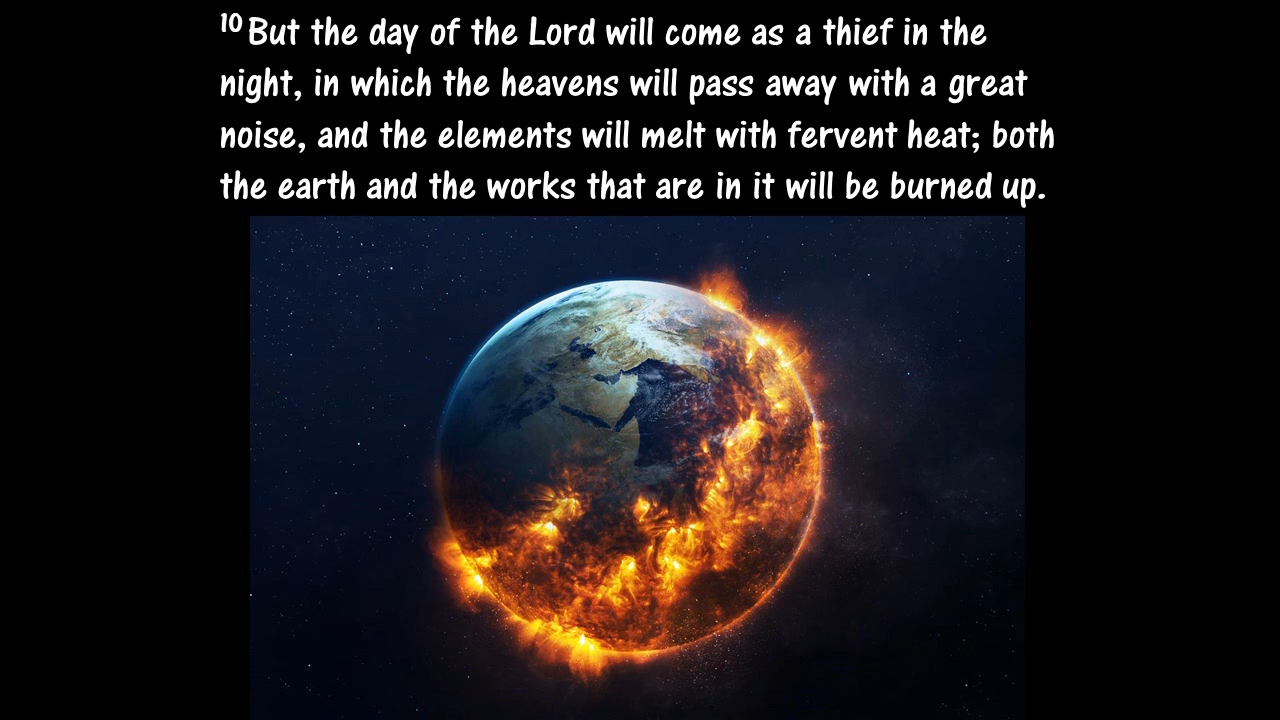 10 But the day of the Lord will come as a thief in the
night, in which the heavens will pass away with a great
noise, and the elements will melt with fervent heat; both
the earth and the works that are in it will be burned up.